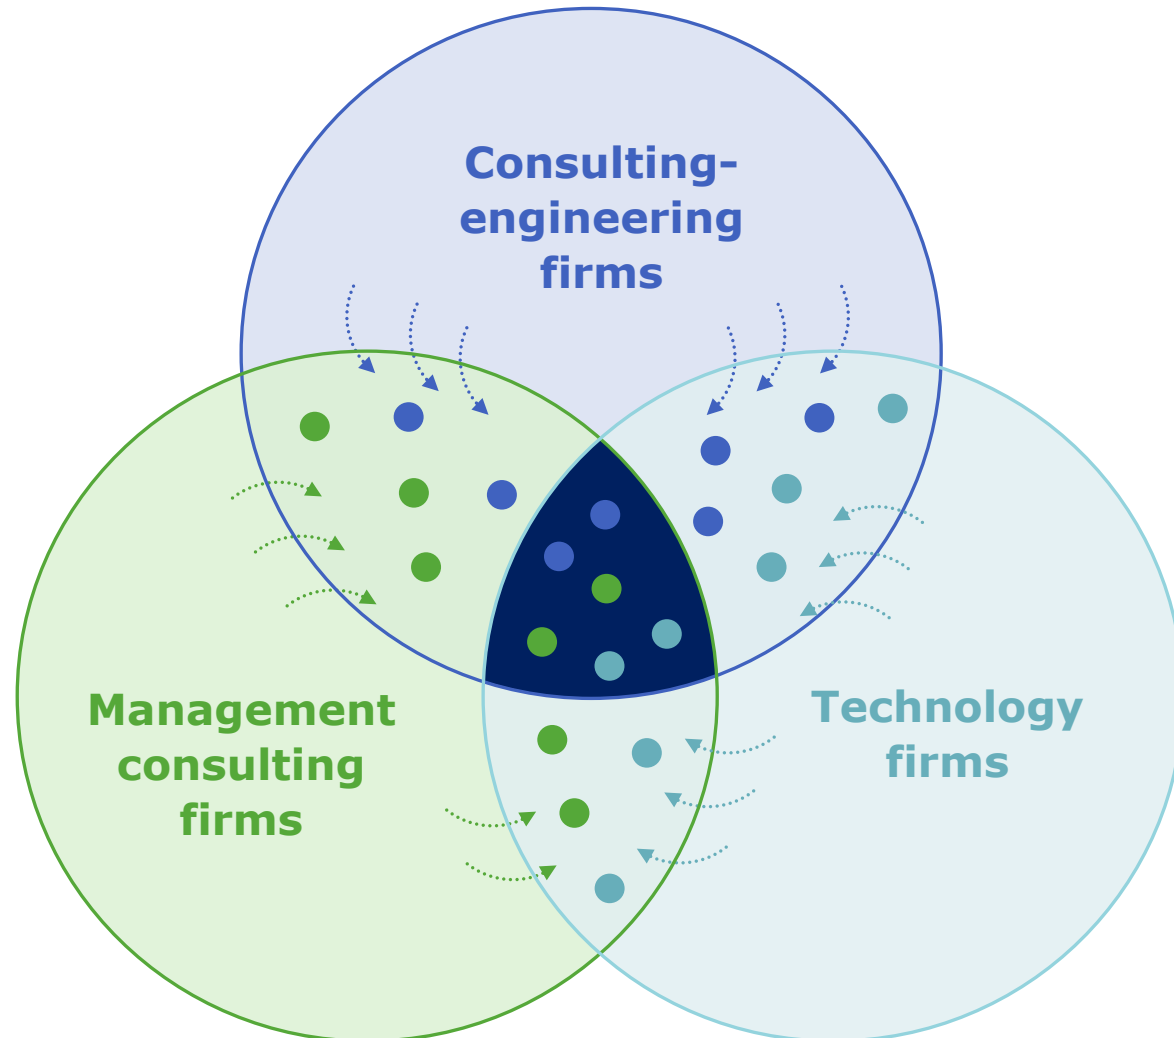 Consulting-
engineering
firms
Management
consulting
firms
Technology
firms